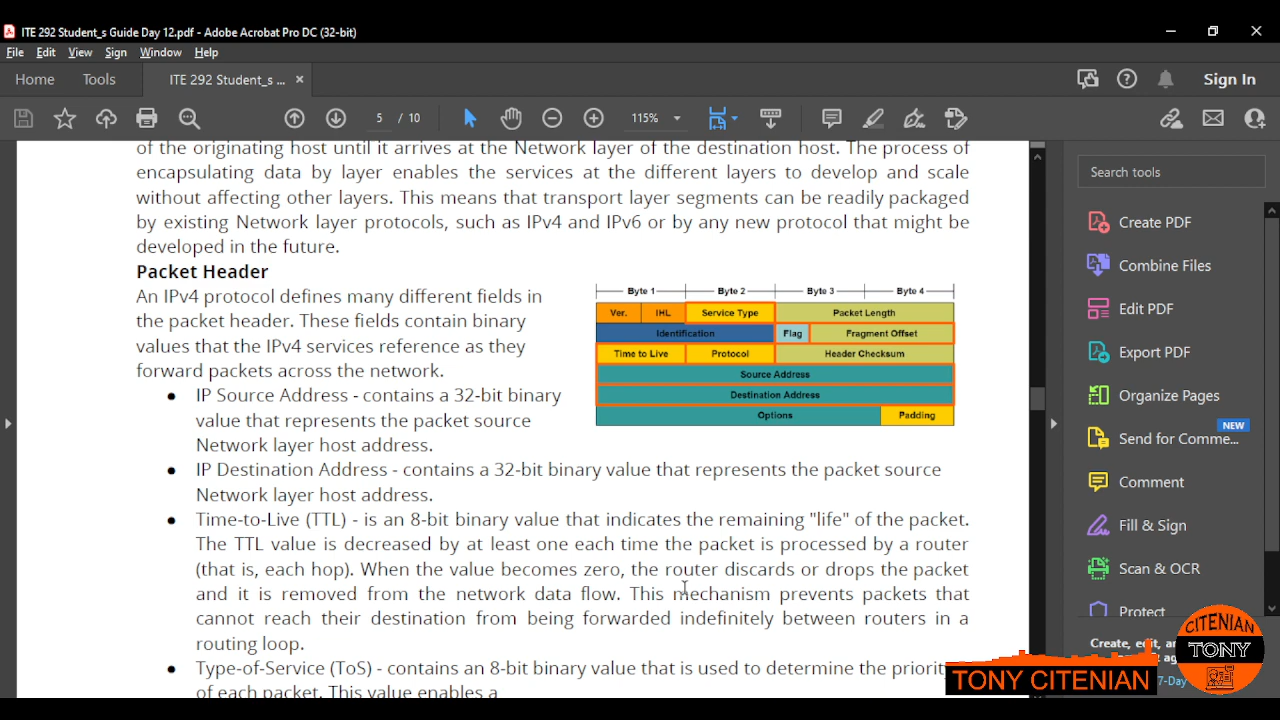 ITE 292 Student_s Guide Day 12.pdf - Adobe Acrobat Pro DC (32-bit)
File Edit View Sign Window Help
Home Tools ITE 292 Student_s ... × Sign In
5 / 10 115%
of the originating host until it arrives at the Network layer of the destination host. The process of
encapsulating data by layer enables the services at the different layers to develop and scale
without affecting other layers. This means that transport layer segments can be readily packaged
by existing Network layer protocols, such as IPv4 and IPv6 or by any new protocol that might be
developed in the future.
Packet Header
An IPv4 protocol defines many different fields in
the packet header. These fields contain binary
values that the IPv4 services reference as they
forward packets across the network.
• IP Source Address - contains a 32-bit binary
value that represents the packet source
Network layer host address.
Byte 1 Byte 2 Byte 3 Byte 4
Ver. IHL Service Type Packet Length
Identification Flag Fragment Offset
Time to Live Protocol Header Checksum
Source Address
Destination Address
Options Padding
• IP Destination Address - contains a 32-bit binary value that represents the packet source
Network layer host address.
• Time-to-Live (TTL) - is an 8-bit binary value that indicates the remaining "life" of the packet.
The TTL value is decreased by at least one each time the packet is processed by a router
(that is, each hop). When the value becomes zero, the router discards or drops the packet
and it is removed from the network data flow. This mechanism prevents packets that
cannot reach their destination from being forwarded indefinitely between routers in a
routing loop.
• Type-of-Service (ToS) - contains an 8-bit binary value that is used to determine the priority
of each packet. This value enables a
Search tools
Create PDF
Combine Files
Edit PDF
Export PDF
Organize Pages
NEW
Send for Comme...
Comment
Fill & Sign
Scan & OCR
Protect
Create, edit,
7-Day
TONY CITENIAN
CITENIAN
TONY